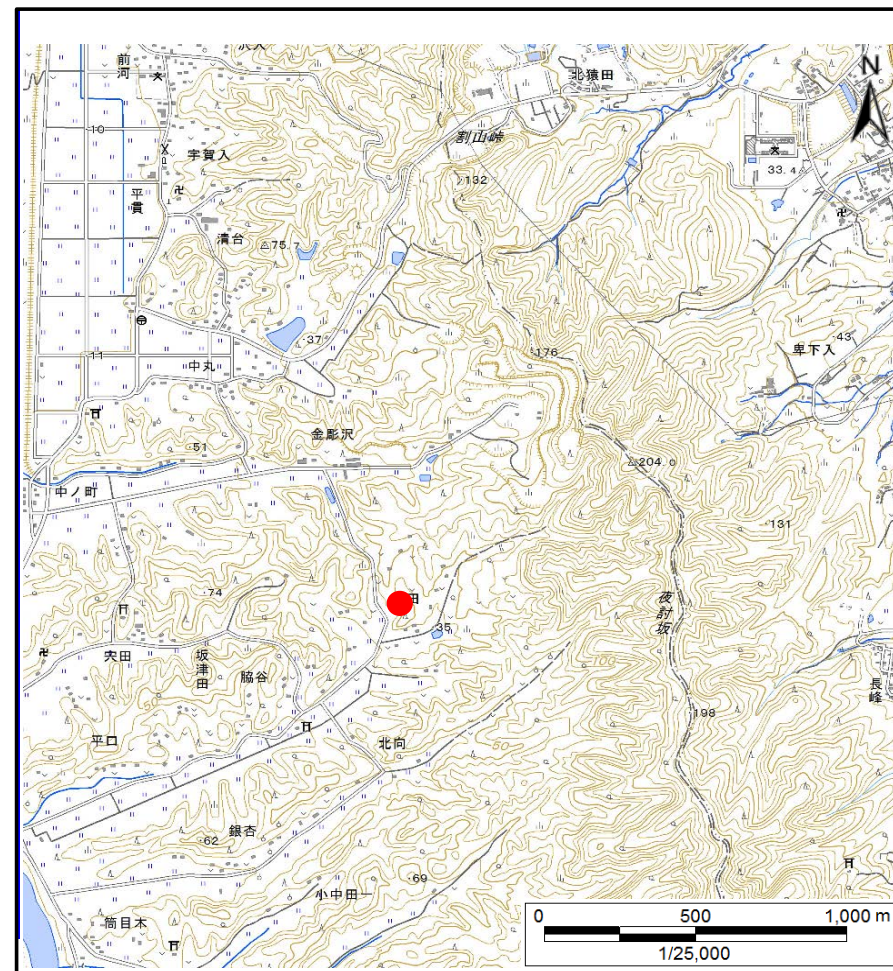 前河
北猿田
N
割山峠
10
宇賀入
132
33.4
平貫
清台
75.7
37
43
11
中丸
176
卑下入
金彫沢
51
204.0
中ノ町
131
74
田
35
夜討坂
宍田
坂津田
脇谷
長峰
198
平口
北向
銀杏
62
69
小中田一
筒目木
0 500 1,000 m
1/25,000